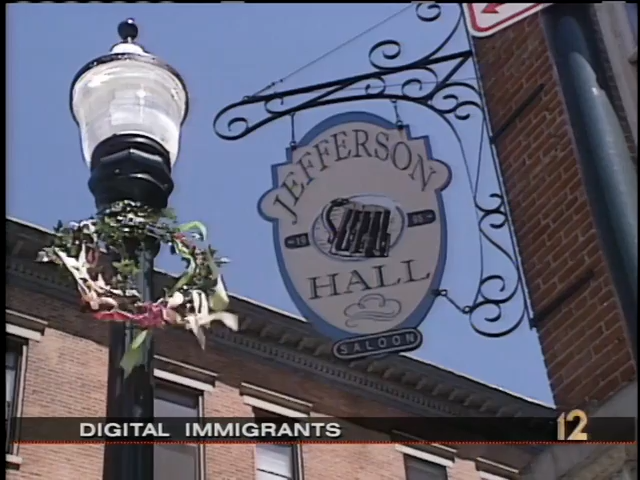 JEFFERSON
HALL
SALOON
DIGITAL IMMIGRANTS
12